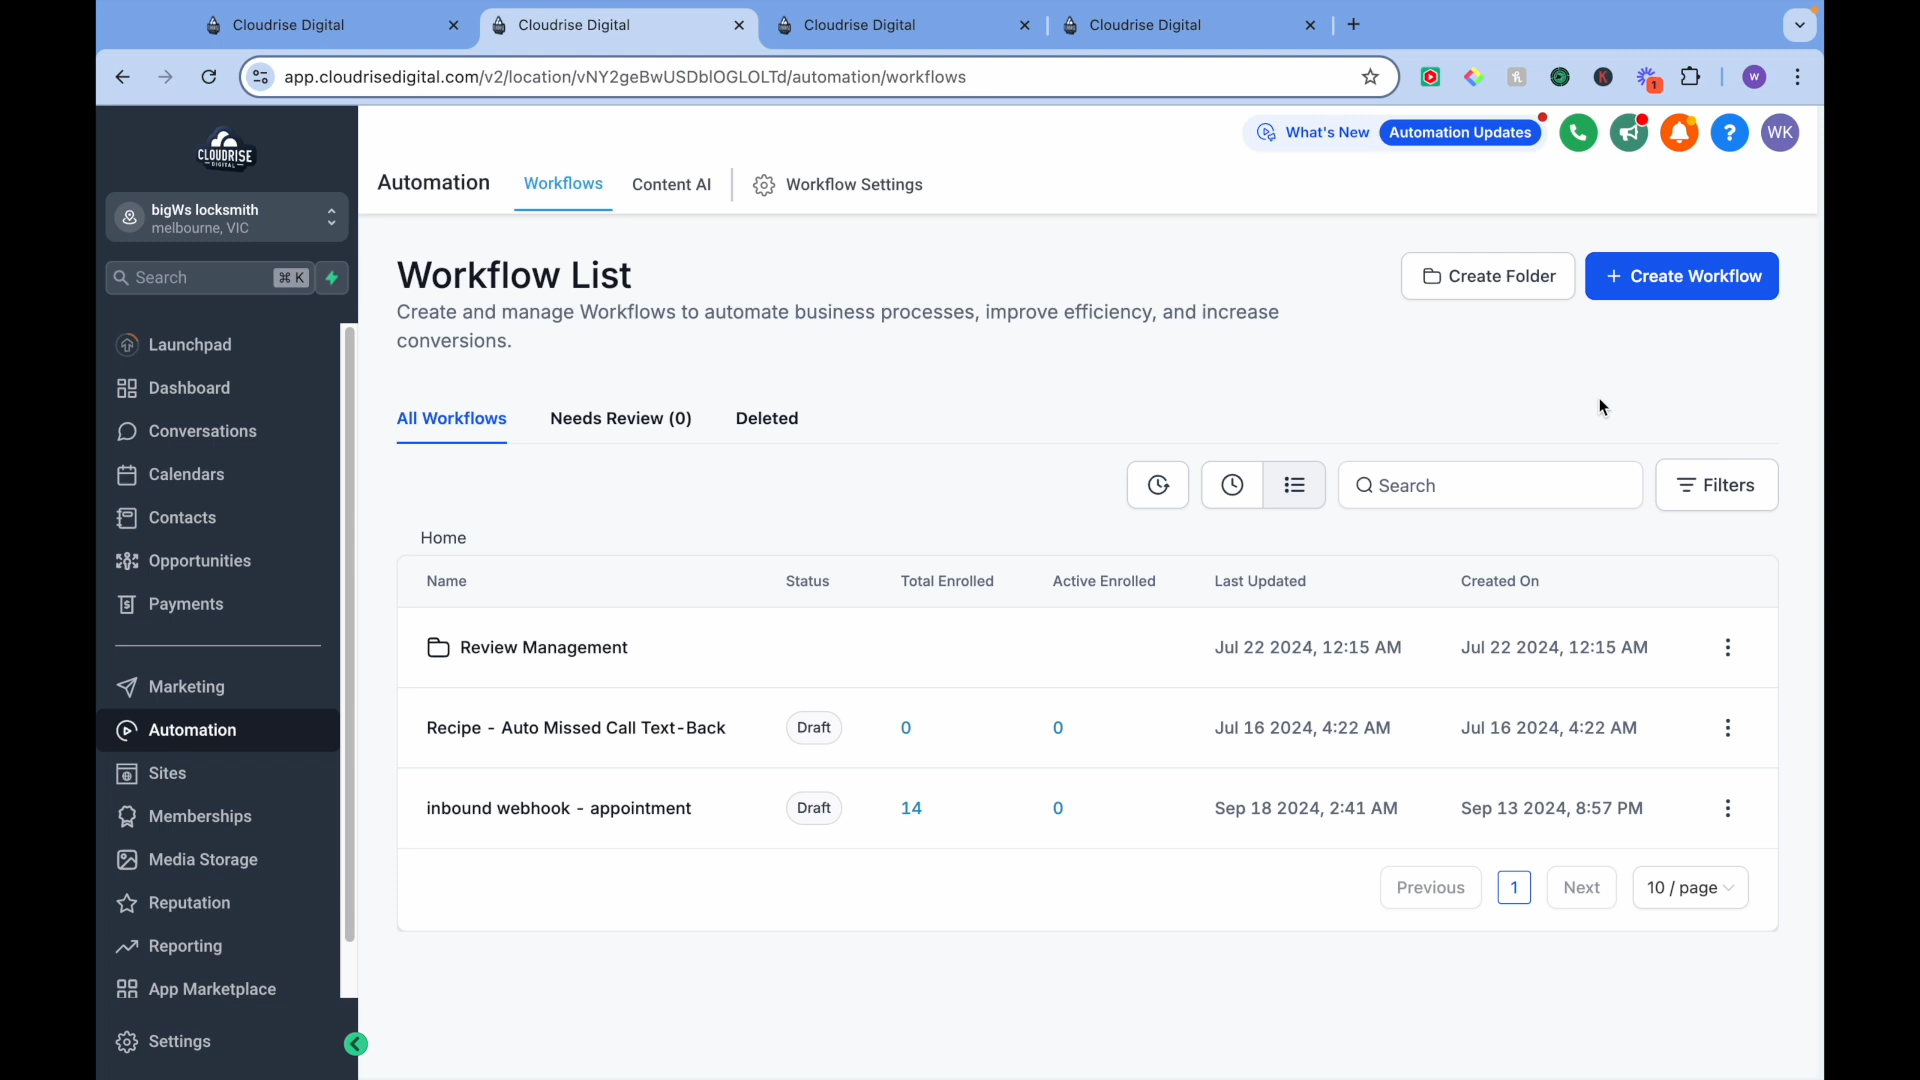 Cloudrise Digital
Cloudrise Digital
Cloudrise Digital
Cloudrise Digital
app.cloudrisedigital.com/v2/location/vNY2geBwUSDblOGLOLTd/automation/workflows
1
W
CLOUDRISE
DIGITAL
What's New
Automation Updates
?
WK
bigWs locksmith
melbourne, VIC
Search
⌘ K
Launchpad
Dashboard
Conversations
Calendars
Contacts
Opportunities
Payments
Marketing
Automation
Sites
Memberships
Media Storage
Reputation
Reporting
App Marketplace
Settings
Automation
Workflows
Content AI
Workflow Settings
Workflow List
Create and manage Workflows to automate business processes, improve efficiency, and increase
conversions.
Create Folder
+ Create Workflow
All Workflows
Needs Review (0)
Deleted
Search
Filters
Home
Name Status Total Enrolled Active Enrolled Last Updated Created On
Review Management Jul 22 2024, 12:15 AM Jul 22 2024, 12:15 AM
Recipe - Auto Missed Call Text-Back Draft 0 0 Jul 16 2024, 4:22 AM Jul 16 2024, 4:22 AM
inbound webhook - appointment Draft 14 0 Sep 18 2024, 2:41 AM Sep 13 2024, 8:57 PM
Previous 1 Next 10 / page